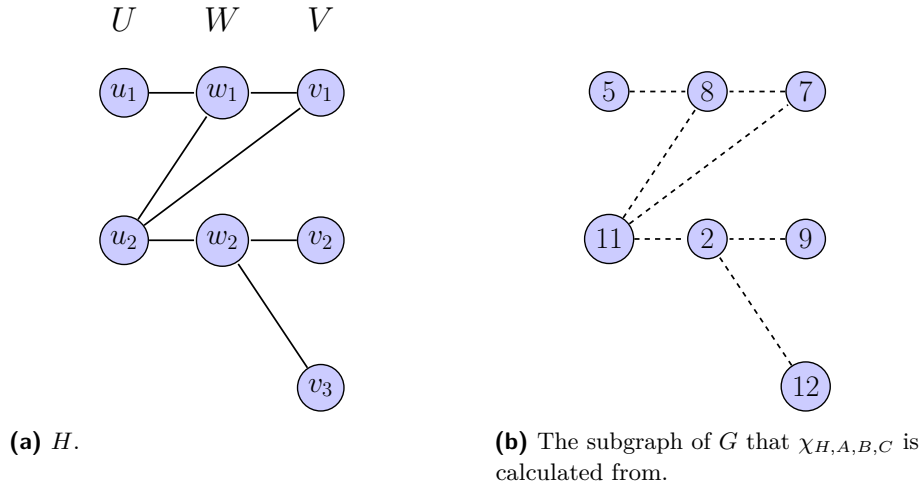 U W V
u₁ w₁ v₁
u₂ w₂ v₂
v₃
(a) H.
5 8 7
11 2 9
12
(b) The subgraph of G that χ_{H,A,B,C} is
calculated from.